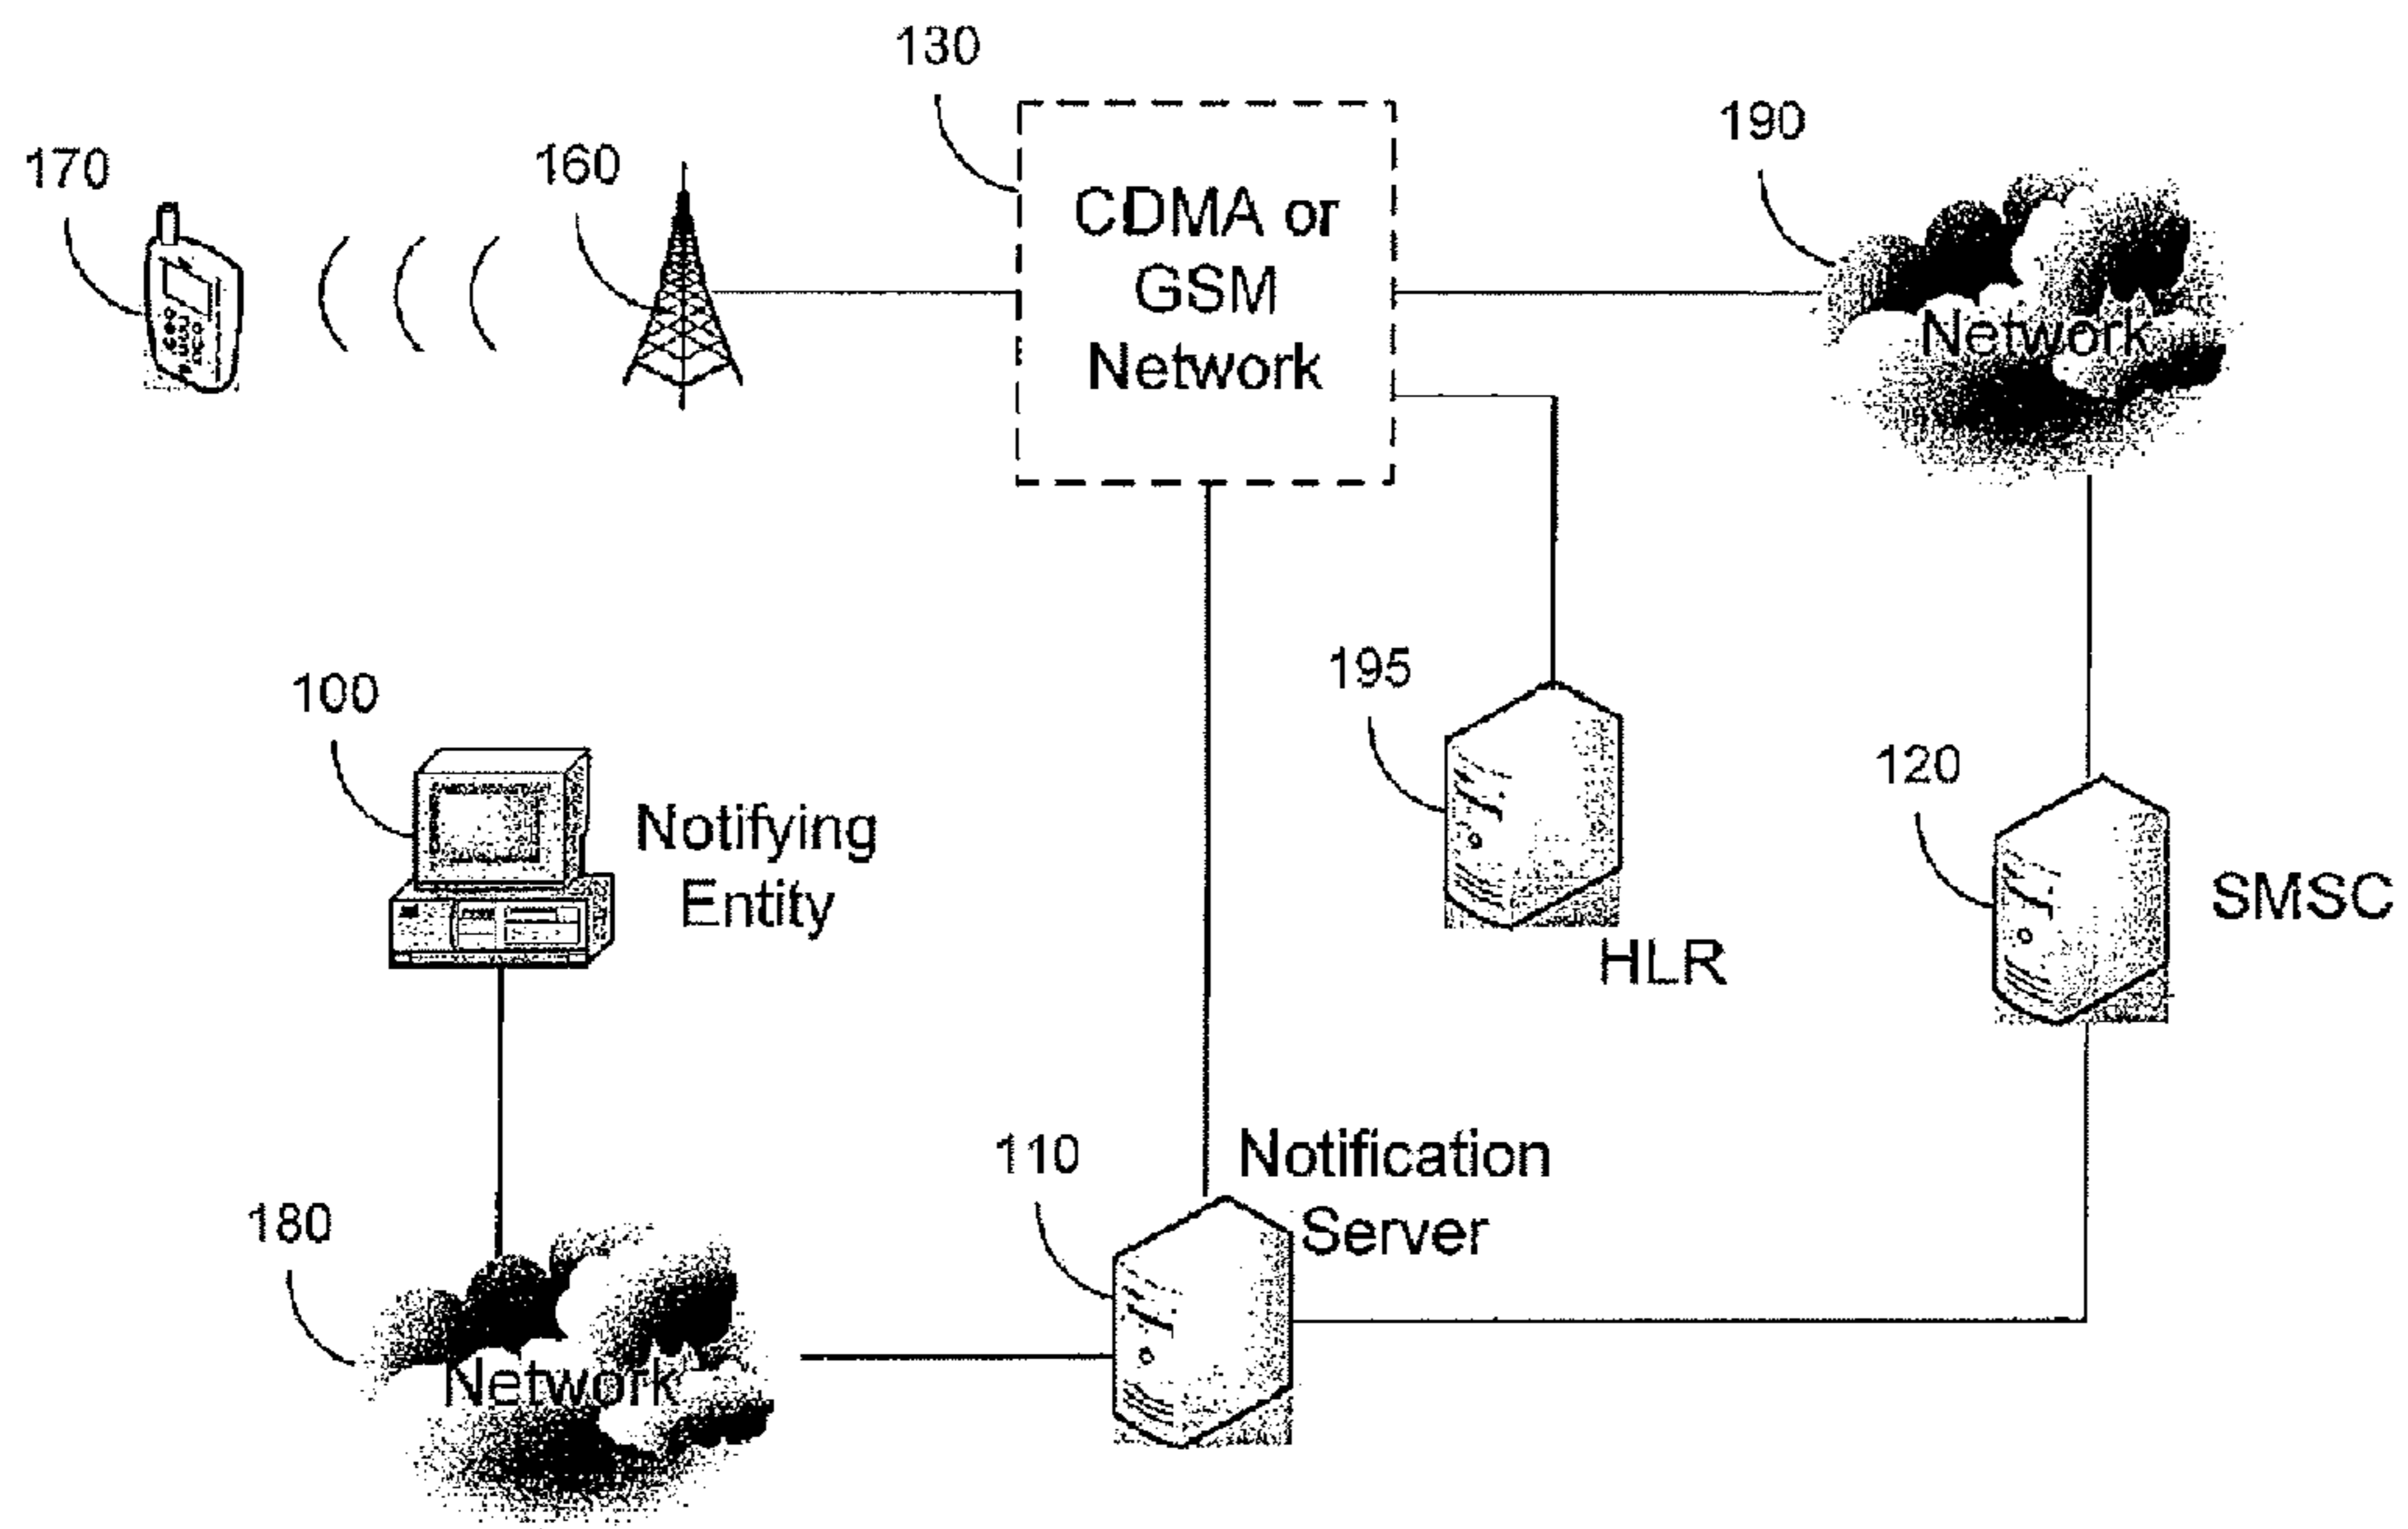 130
190
170
160
CDMA or
GSM
Network
Network
195
100
120
Notifying
Entity
SMSC
HLR
110
Notification
Server
180
Network